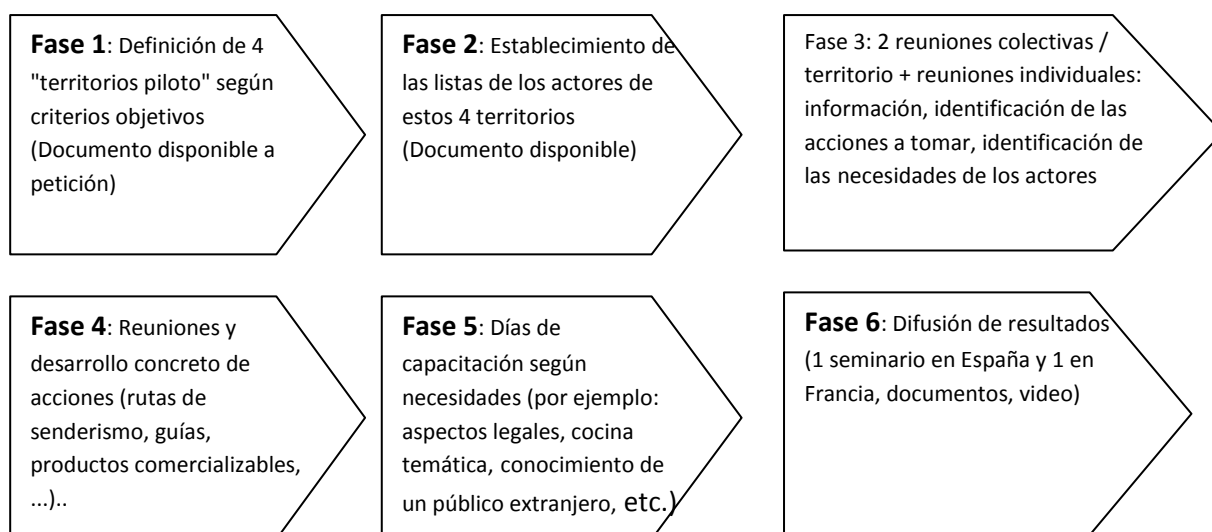 Fase 1: Definición de 4
"territorios piloto" según
criterios objetivos
(Documento disponible a
petición)
Fase 2: Establecimiento de
las listas de los actores de
estos 4 territorios
(Documento disponible)
Fase 3: 2 reuniones colectivas /
territorio + reuniones individuales:
información, identificación de las
acciones a tomar, identificación de
las necesidades de los actores
Fase 4: Reuniones y
desarrollo concreto de
acciones (rutas de
senderismo, guías,
productos comercializables,
...)..
Fase 5: Días de
capacitación según
necesidades (por ejemplo:
aspectos legales, cocina
temática, conocimiento de
un público extranjero, etc.)
Fase 6: Difusión de resultados
(1 seminario en España y 1 en
Francia, documentos, video)